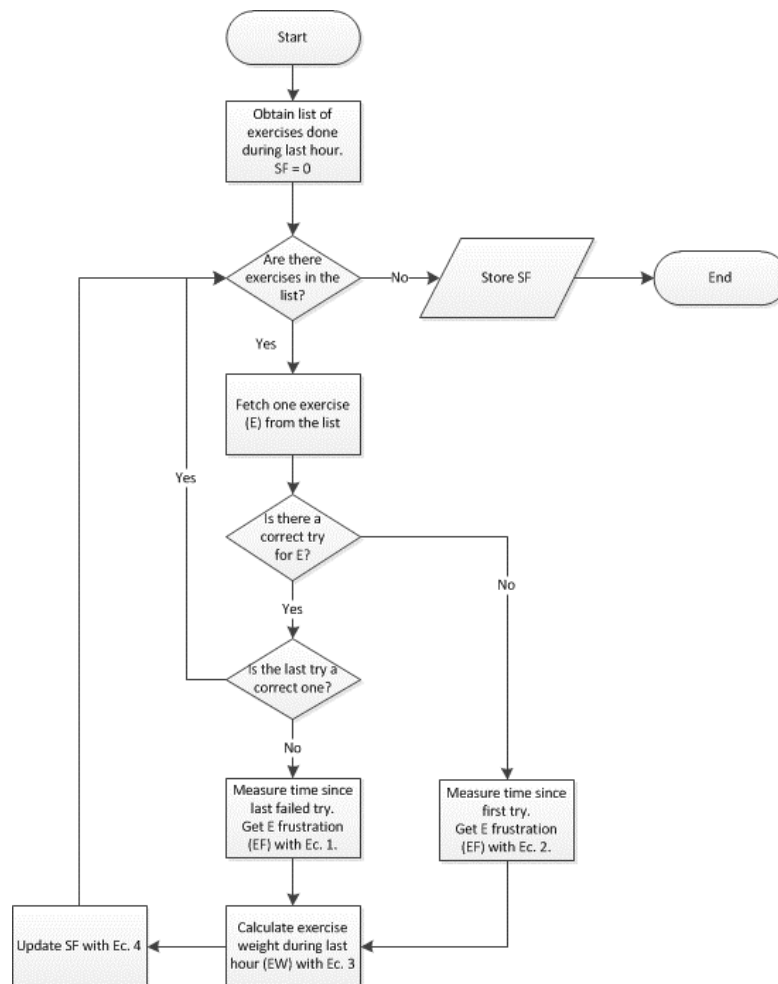 Start
Obtain list of
exercises done
during last hour.
SF = 0
Are there
exercises in the
list?
No
Store SF
End
Yes
Fetch one exercise
(E) from the list
Yes
Is there a
correct try
for E?
No
Yes
Is the last try a
correct one?
No
Measure time since
last failed try.
Get E frustration
(EF) with Ec. 1.
Measure time since
first try.
Get E frustration
(EF) with Ec. 2.
Update SF with Ec. 4
Calculate exercise
weight during last
hour (EW) with Ec. 3